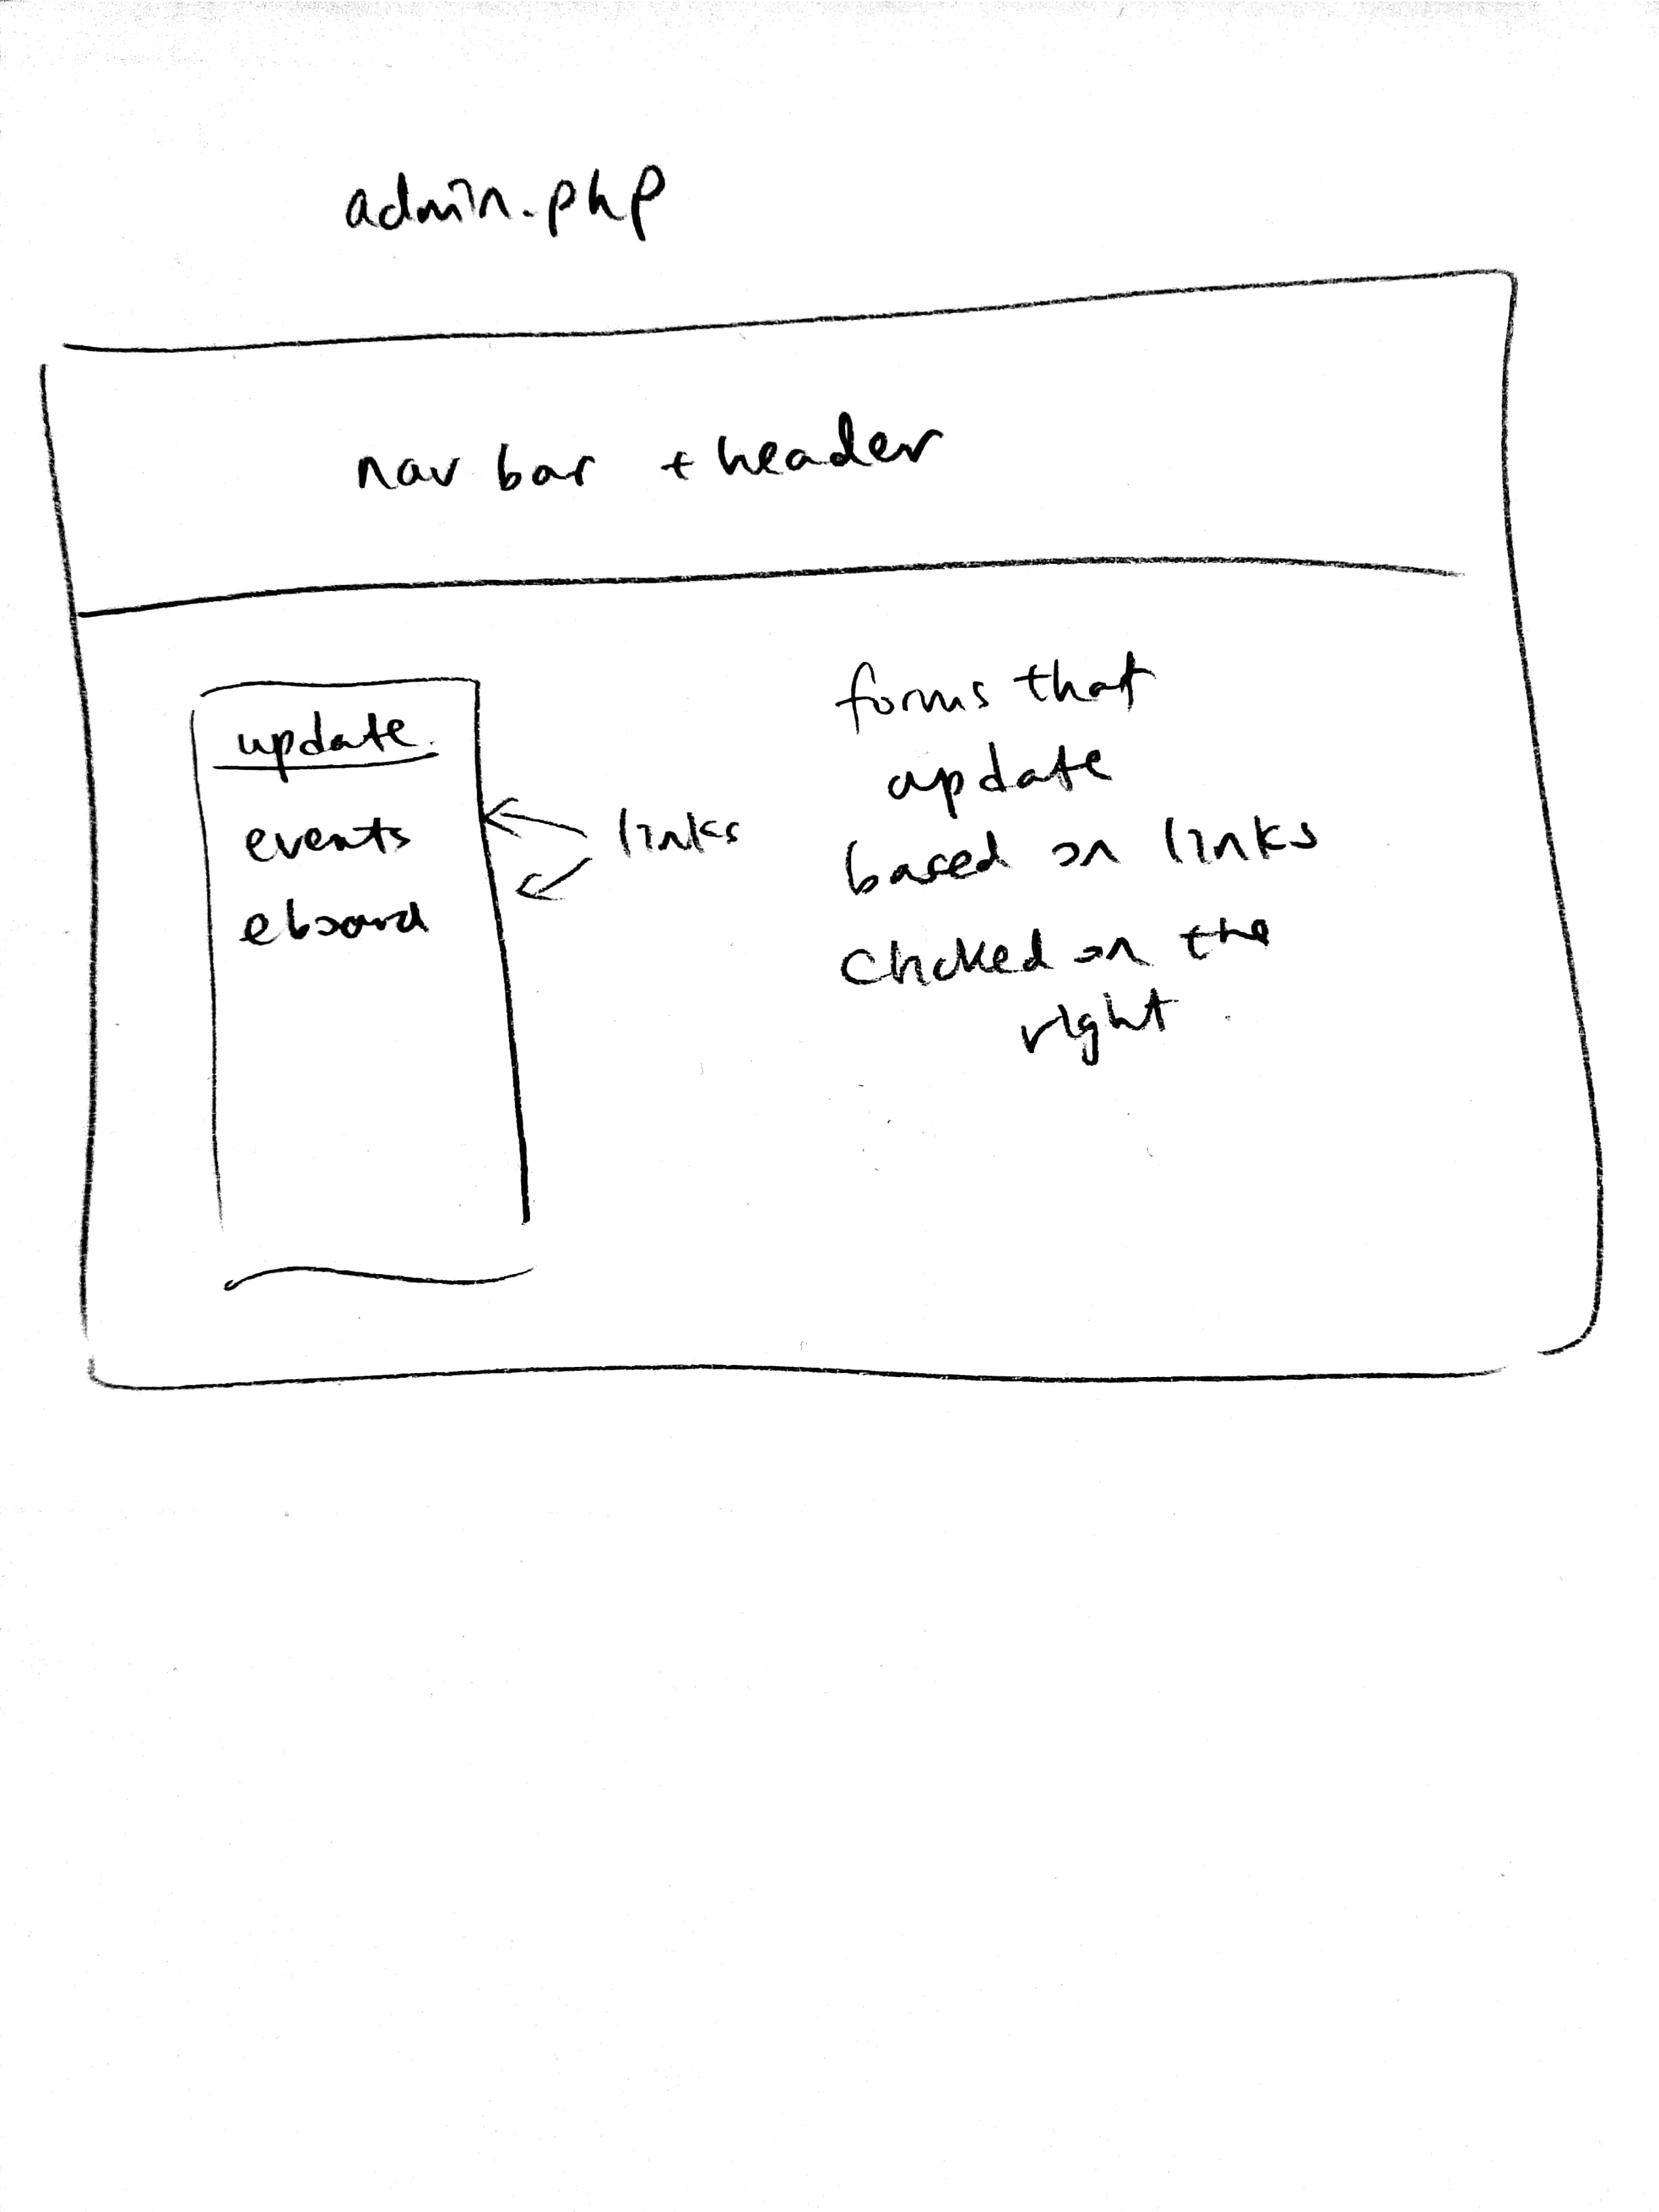 admin.php
nav bar + header
update
events
eboard
links
forms that
update
based on links
clicked on the
right.